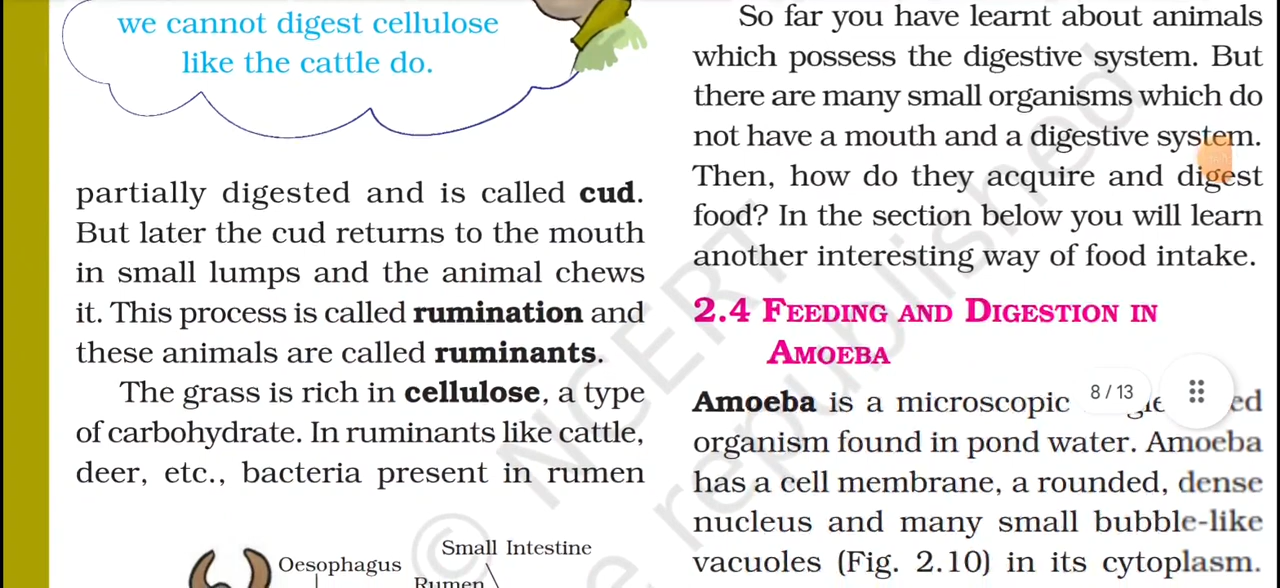 we cannot digest cellulose
like the cattle do.
partially digested and is called cud.
But later the cud returns to the mouth
in small lumps and the animal chews
it. This process is called rumination and
these animals are called ruminants.
The grass is rich in cellulose, a type
of carbohydrate. In ruminants like cattle,
deer, etc., bacteria present in rumen
Oesophagus
Small Intestine
Rumen
So far you have learnt about animals
which possess the digestive system. But
there are many small organisms which do
not have a mouth and a digestive system.
Then, how do they acquire and digest
food? In the section below you will learn
another interesting way of food intake.
2.4 FEEDING AND DIGESTION IN
AMOEBA
Amoeba is a microscopic
organism found in pond water. Amoeba
has a cell membrane, a rounded, dense
nucleus and many small bubble-like
vacuoles (Fig. 2.10) in its cytoplasm.
8 / 13
© NCERT
republished